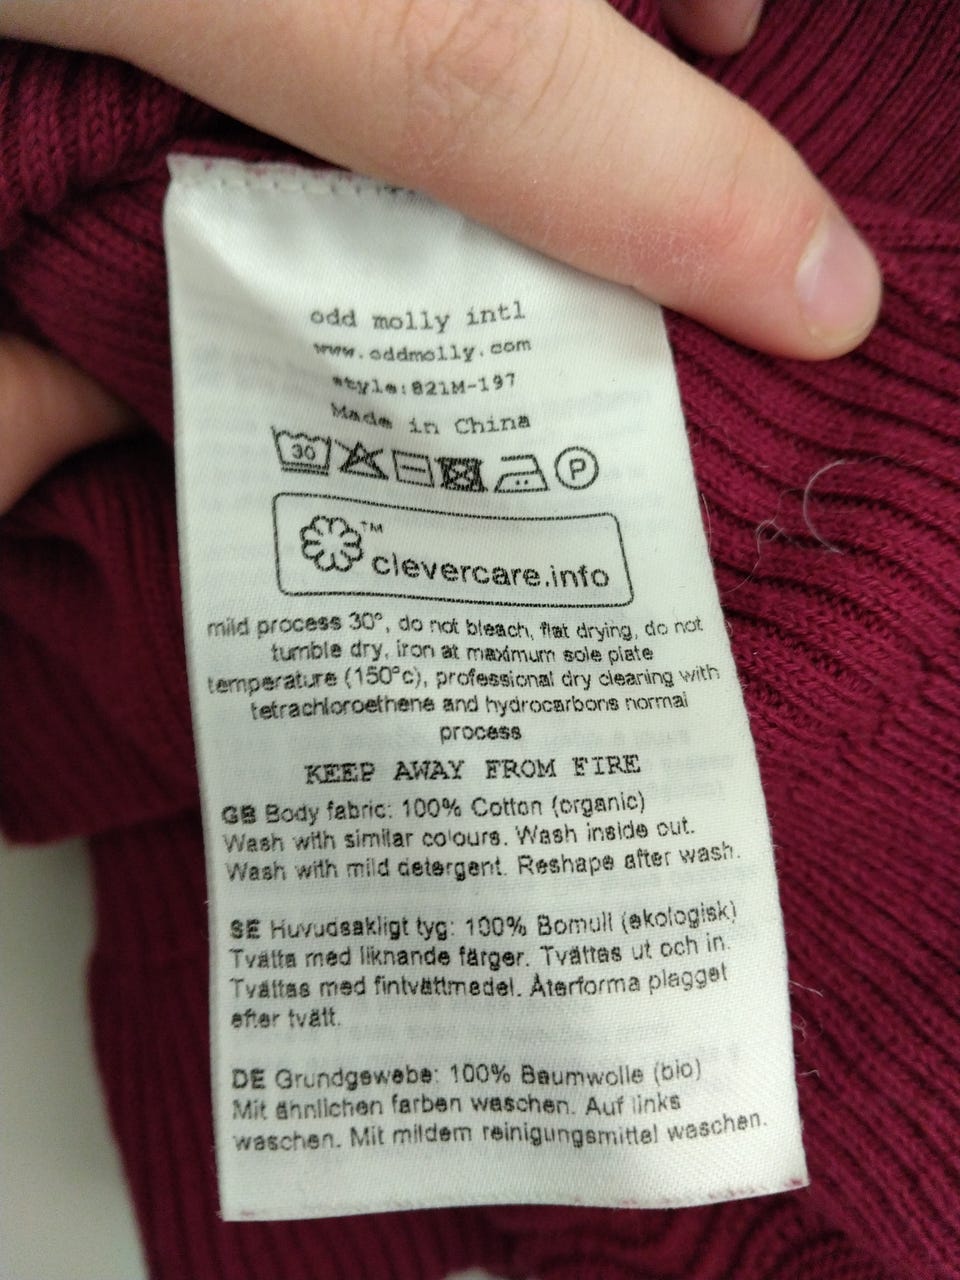 odd molly intl
www.oddmolly.com
style:821M-197
Made in China
30 P
TM
clevercare.info
mild process 30°, do not bleach, flat drying, do not
tumble dry, iron at maximum sole plate
temperature (150°c), professional dry cleaning with
tetrachloroethene and hydrocarbons normal
process
KEEP AWAY FROM FIRE
GB Body fabric: 100% Cotton (organic)
Wash with similar colours. Wash inside out.
Wash with mild detergent. Reshape after wash.
SE Huvudsakligt tyg: 100% Bomull (ekologisk)
Tvätta med liknande färger. Tvättas ut och in.
Tvättas med fintvättmedel. Återforma plagget
efter tvätt.
DE Grundgewebe: 100% Baumwolle (bio)
Mit ähnlichen farben waschen. Auf links
waschen. Mit mildem reinigungsmittel waschen.